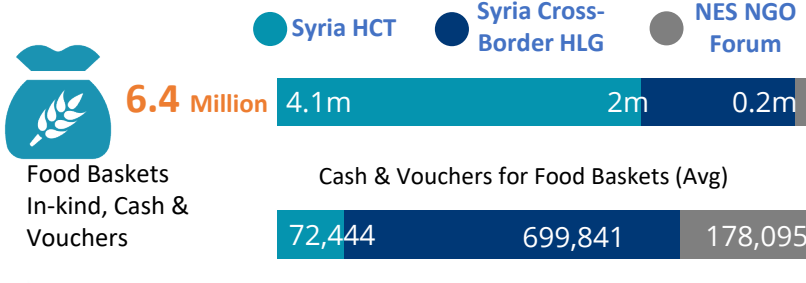 Syria HCT
Syria Cross-
Border HLG
NES NGO
Forum
6.4 Million
4.1m 2m 0.2m
Food Baskets
In-kind, Cash &
Vouchers
Cash & Vouchers for Food Baskets (Avg)
72,444 699,841 178,095